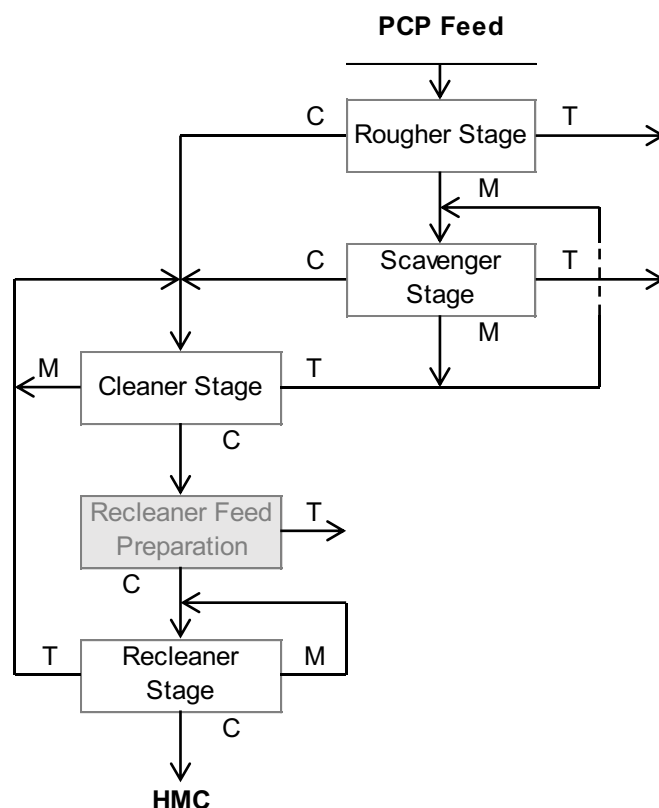 PCP Feed
C
Rougher Stage
T
M
C
Scavenger
Stage
T
M
M
Cleaner Stage
T
C
Recleaner Feed
Preparation
T
C
T
Recleaner
Stage
M
C
HMC